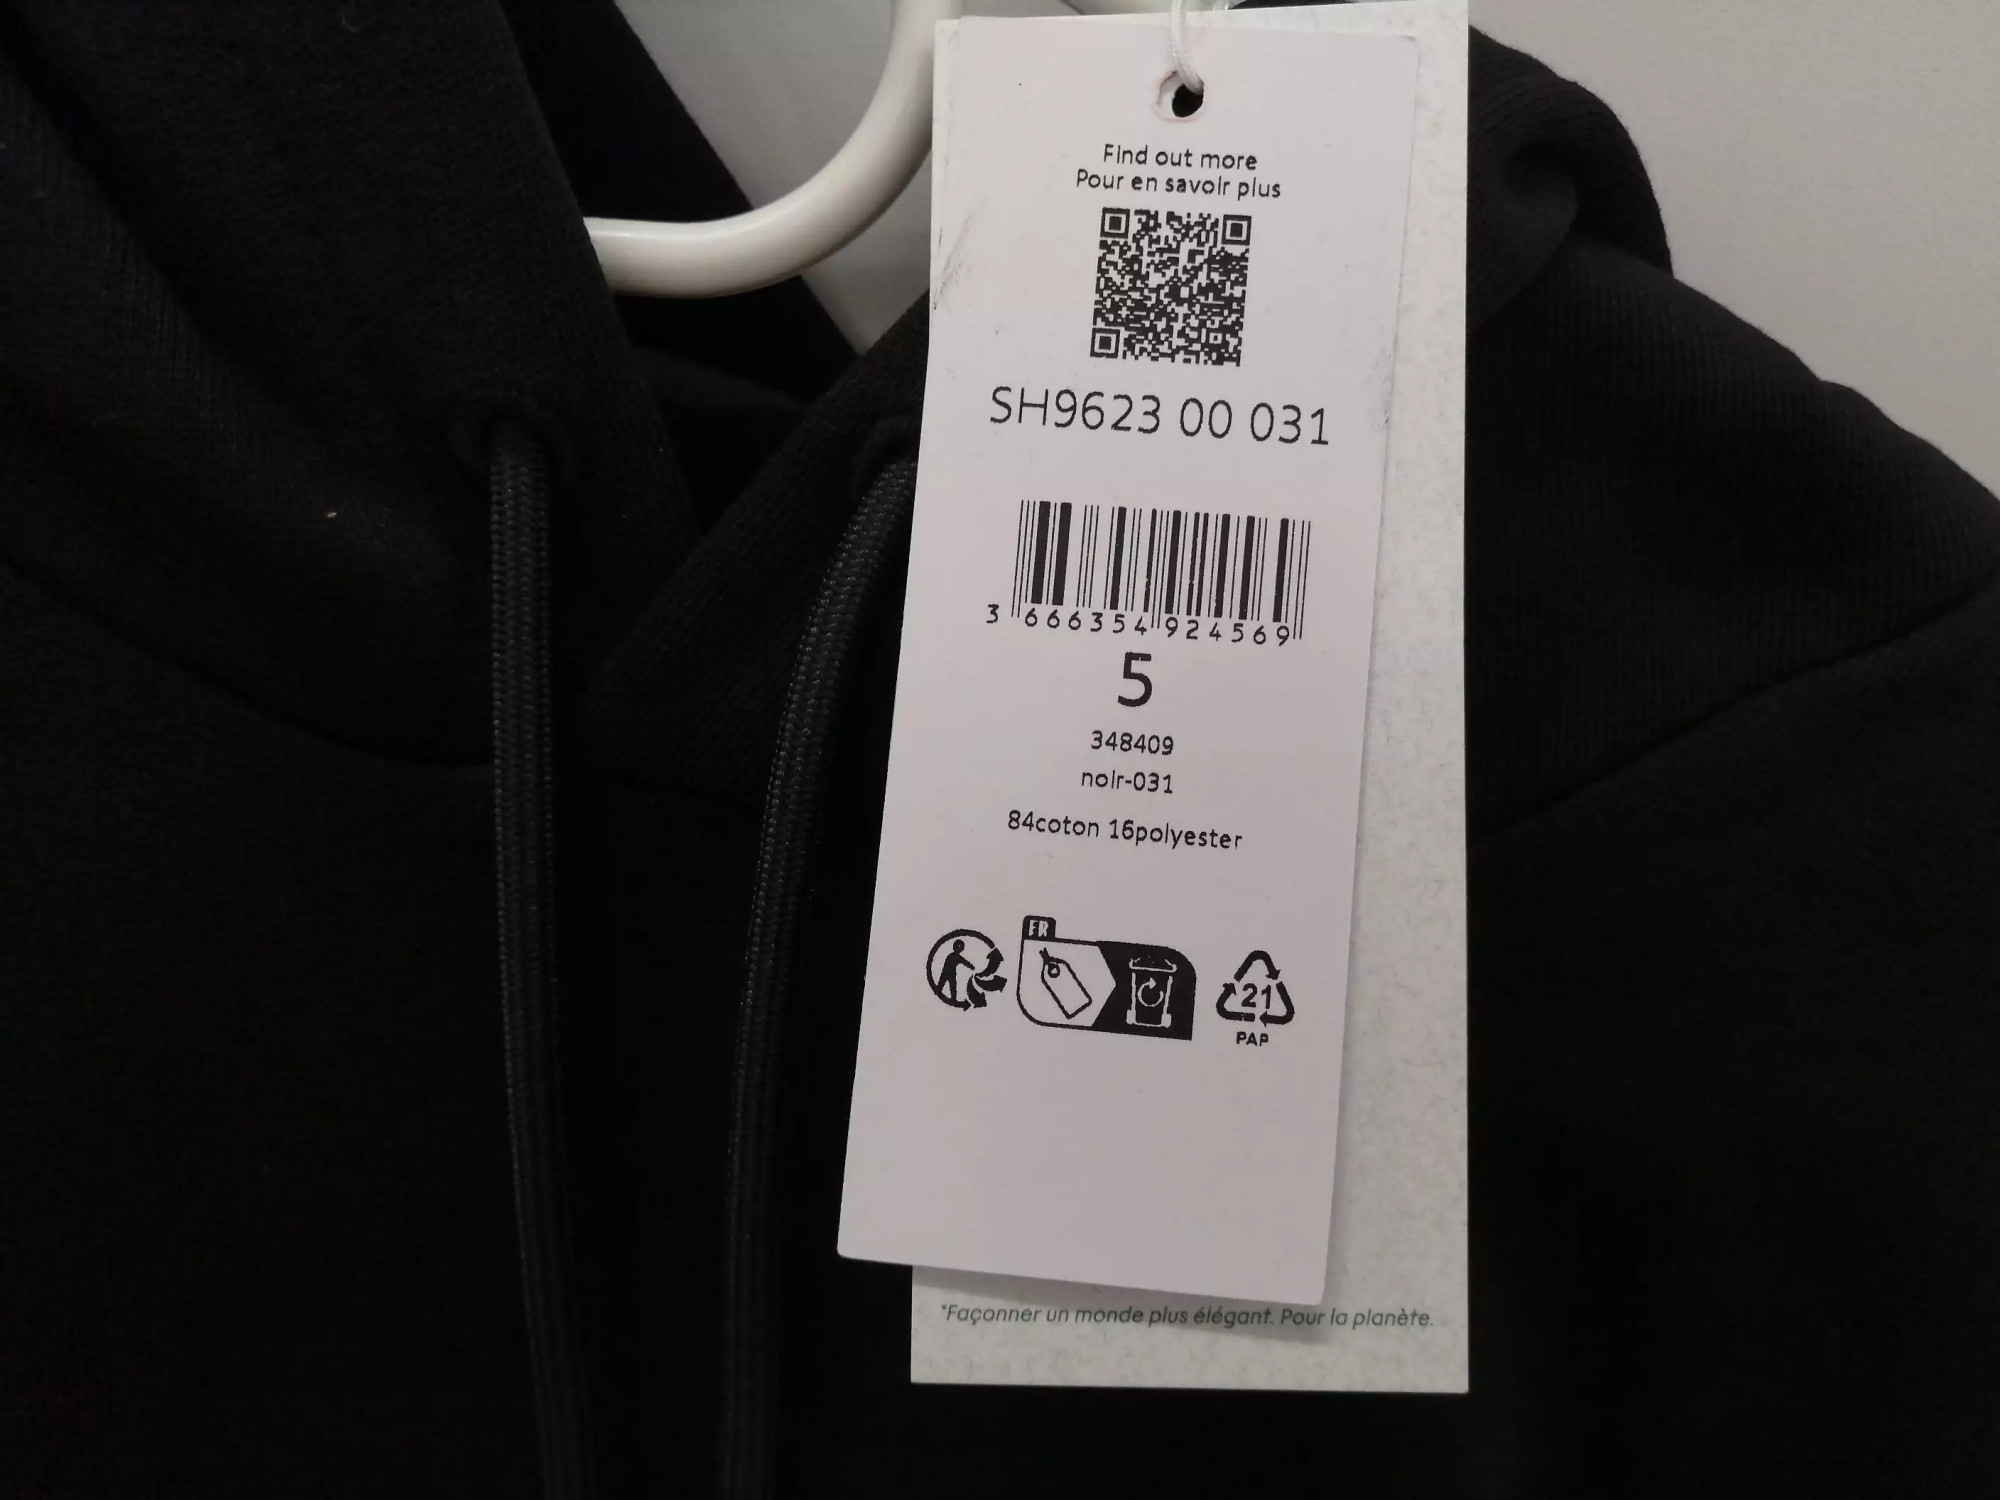 Find out more
Pour en savoir plus
SH9623 00 031
3 666354 924569
5
348409
noir-031
84coton 16polyester
FR
21
PAP
*Façonner un monde plus élégant. Pour la planète.